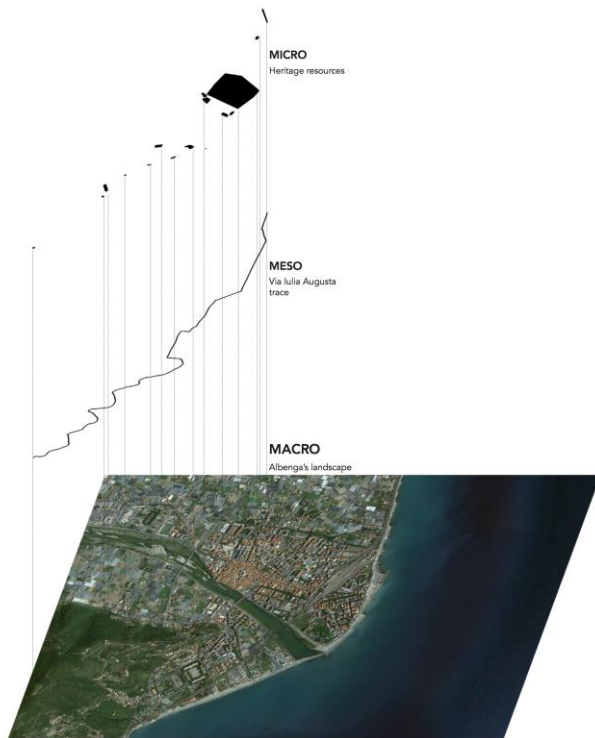 MICRO
Heritage resources
MESO
Via Iulia Augusta
trace
MACRO
Albenga's landscape